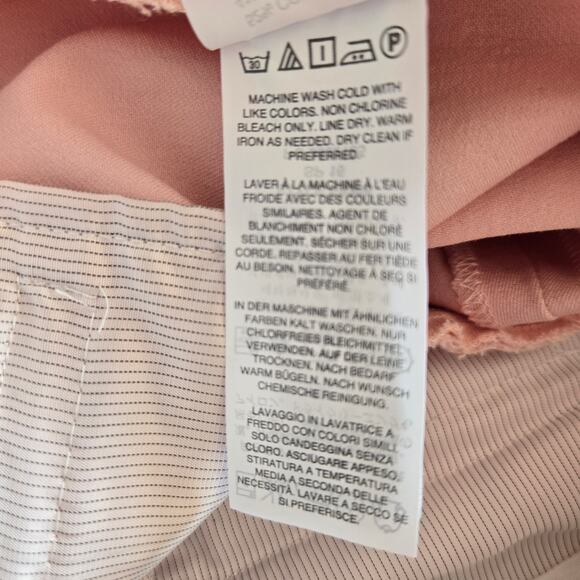 30 P
MACHINE WASH COLD WITH
LIKE COLORS. NON CHLORINE
BLEACH ONLY. LINE DRY. WARM
IRON AS NEEDED. DRY CLEAN IF
PREFERRED.
LAVER À LA MACHINE À L'EAU
FROIDE AVEC DES COULEURS
SIMILAIRES. AGENT DE
BLANCHIMENT NON CHLORÉ
SEULEMENT. SÉCHER SUR UNE
CORDE. REPASSER AU FER TIÈDE
AU BESOIN. NETTOYAGE À SEC SI
PRÉFÉRÉ.
IN DER MASCHINE MIT ÄHNLICHEN
FARBEN KALT WASCHEN. NUR
CHLORFREIES BLEICHMITTEL
VERWENDEN. AUF DER LEINE
TROCKNEN. NACH BEDARF
WARM BÜGELN. NACH WUNSCH
CHEMISCHE REINIGUNG.
LAVAGGIO IN LAVATRICE A
FREDDO CON COLORI SIMILI.
SOLO CANDEGGINA SENZA
CLORO. ASCIUGARE APPESO.
STIRATURA A TEMPERATURA
MEDIA A SECONDA DELLE
NECESSITÀ. LAVARE A SECCO SE
SI PREFERISCE.